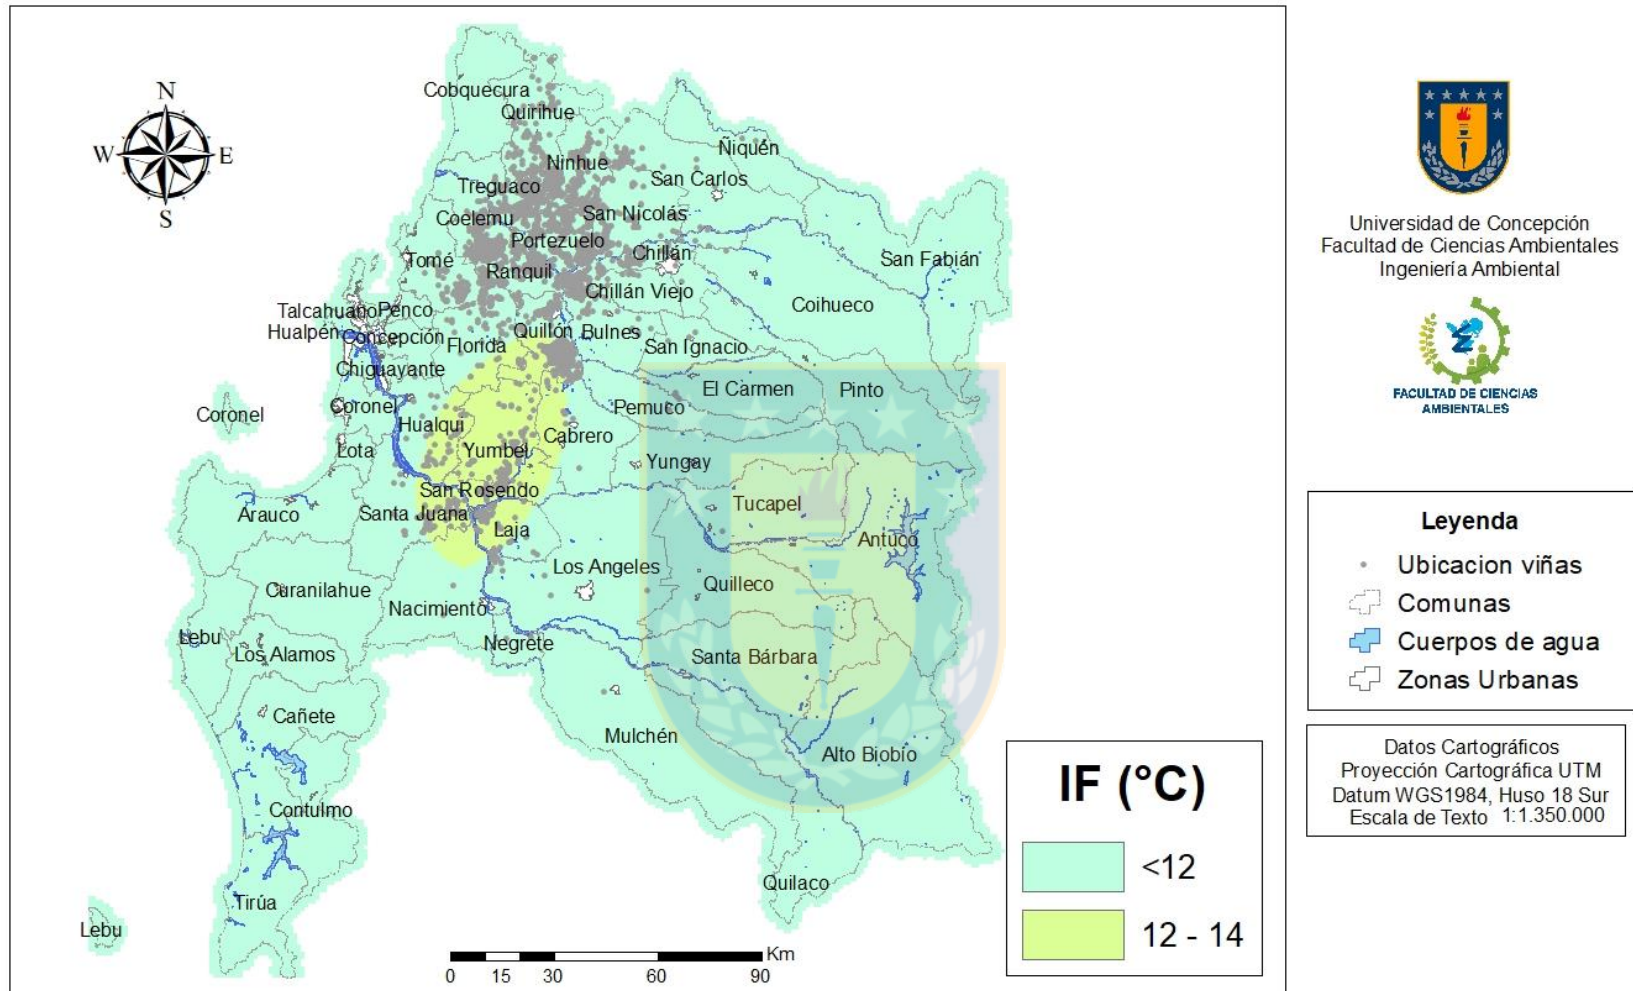 N
W
E
S
Cobquecura
Quirihue
Ninhue
Ñiquén
San Carlos
Treguaco
Coelemu
San Nicolás
Portezuelo
Chillán
Tomé
Ranquil
San Fabián
Chillán Viejo
Coihueco
Talcahuano
Penco
Hualpén
Concepción
Quillón
Bulnes
Florida
San Ignacio
Chiguayante
El Carmen
Pinto
Coronel
Coronel
Pemuco
Hualqui
Cabrero
Lota
Yumbel
Yungay
San Rosendo
Tucapel
Arauco
Santa Juana
Laja
Antuco
Los Angeles
Quilleco
Curanilahue
Nacimiento
Lebu
Negrete
Los Alamos
Santa Bárbara
Cañete
Mulchén
Alto Biobío
Contulmo
Quilaco
Tirúa
Lebu
0 15 30 60 90
Km
IF (°C)
<12
12 - 14
Universidad de Concepción
Facultad de Ciencias Ambientales
Ingeniería Ambiental
FACULTAD DE CIENCIAS
AMBIENTALES
Leyenda
Ubicacion viñas
Comunas
Cuerpos de agua
Zonas Urbanas
Datos Cartográficos
Proyección Cartográfica UTM
Datum WGS1984, Huso 18 Sur
Escala de Texto 1:1.350.000